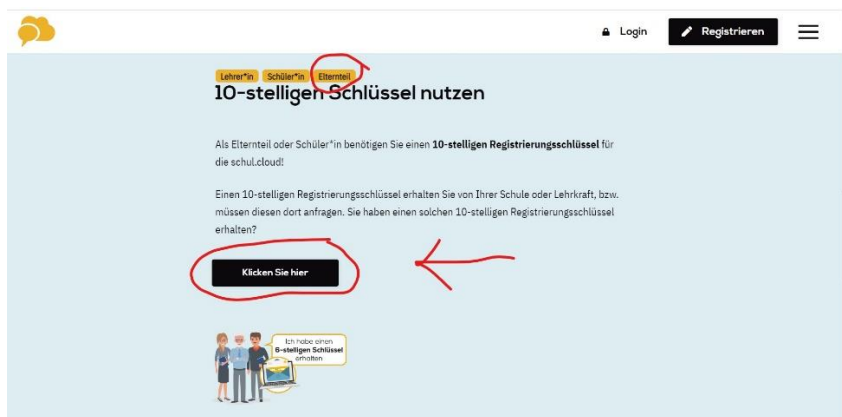 Login
Registrieren
Lehrer*in Schüler*in Elternteil
10-stelligen Schlüssel nutzen
Als Elternteil oder Schüler*in benötigen Sie einen 10-stelligen Registrierungsschlüssel für
die schul.cloud!
Einen 10-stelligen Registrierungsschlüssel erhalten Sie von Ihrer Schule oder Lehrkraft, bzw.
müssen diesen dort anfragen. Sie haben einen solchen 10-stelligen Registrierungsschlüssel
erhalten?
Klicken Sie hier
Ich habe einen
6-stelligen Schlüssel
erhalten